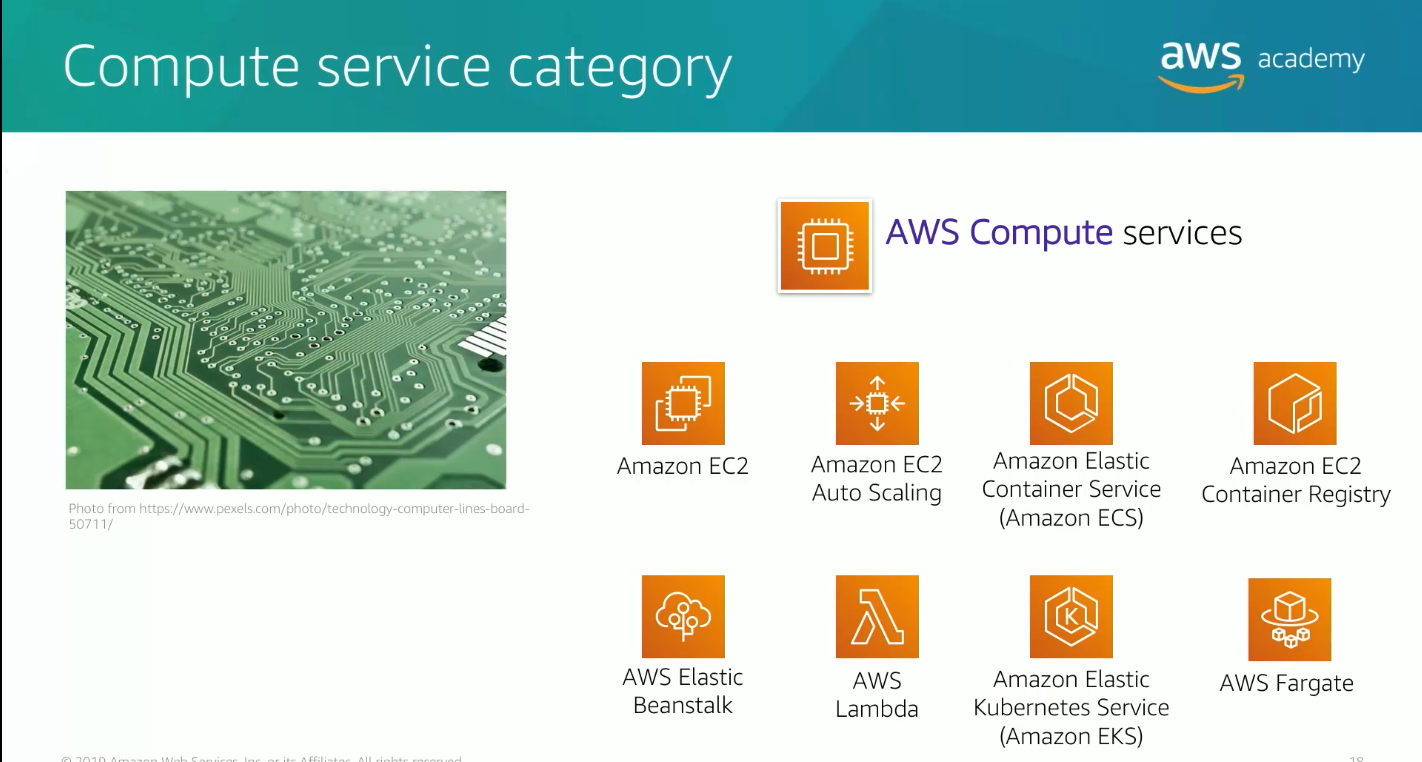 Compute service category
aws academy
AWS Compute services
Photo from https://www.pexels.com/photo/technology-computer-lines-board-
50711/
Amazon EC2
Amazon EC2
Auto Scaling
Amazon Elastic
Container Service
(Amazon ECS)
Amazon EC2
Container Registry
AWS Elastic
Beanstalk
AWS
Lambda
K
Amazon Elastic
Kubernetes Service
(Amazon EKS)
AWS Fargate
© 2019 Amazon Web Services, Inc. or its Affiliates. All rights reserved.
18